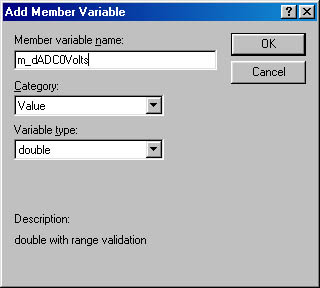 Add Member Variable
Member variable name:
m_dADC0Volts
OK
Cancel
Category:
Value
Variable type:
double
Description:
double with range validation